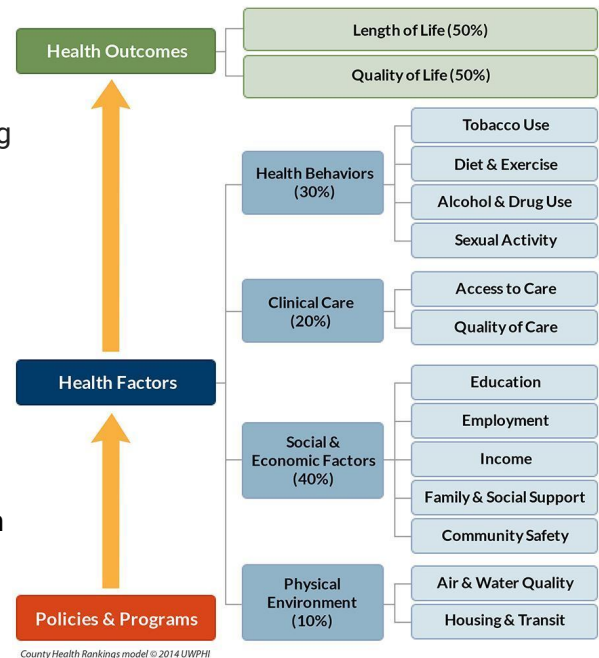 Health Outcomes
Length of Life (50%)
Quality of Life (50%)
g
Tobacco Use
Health Behaviors
(30%)
Diet & Exercise
Alcohol & Drug Use
Sexual Activity
Clinical Care
(20%)
Access to Care
Quality of Care
Health Factors
Social &
Economic Factors
(40%)
Education
Employment
Income
Family & Social Support
Community Safety
n
Physical
Environment
(10%)
Air & Water Quality
Housing & Transit
Policies & Programs
County Health Rankings model © 2014 UWPHI